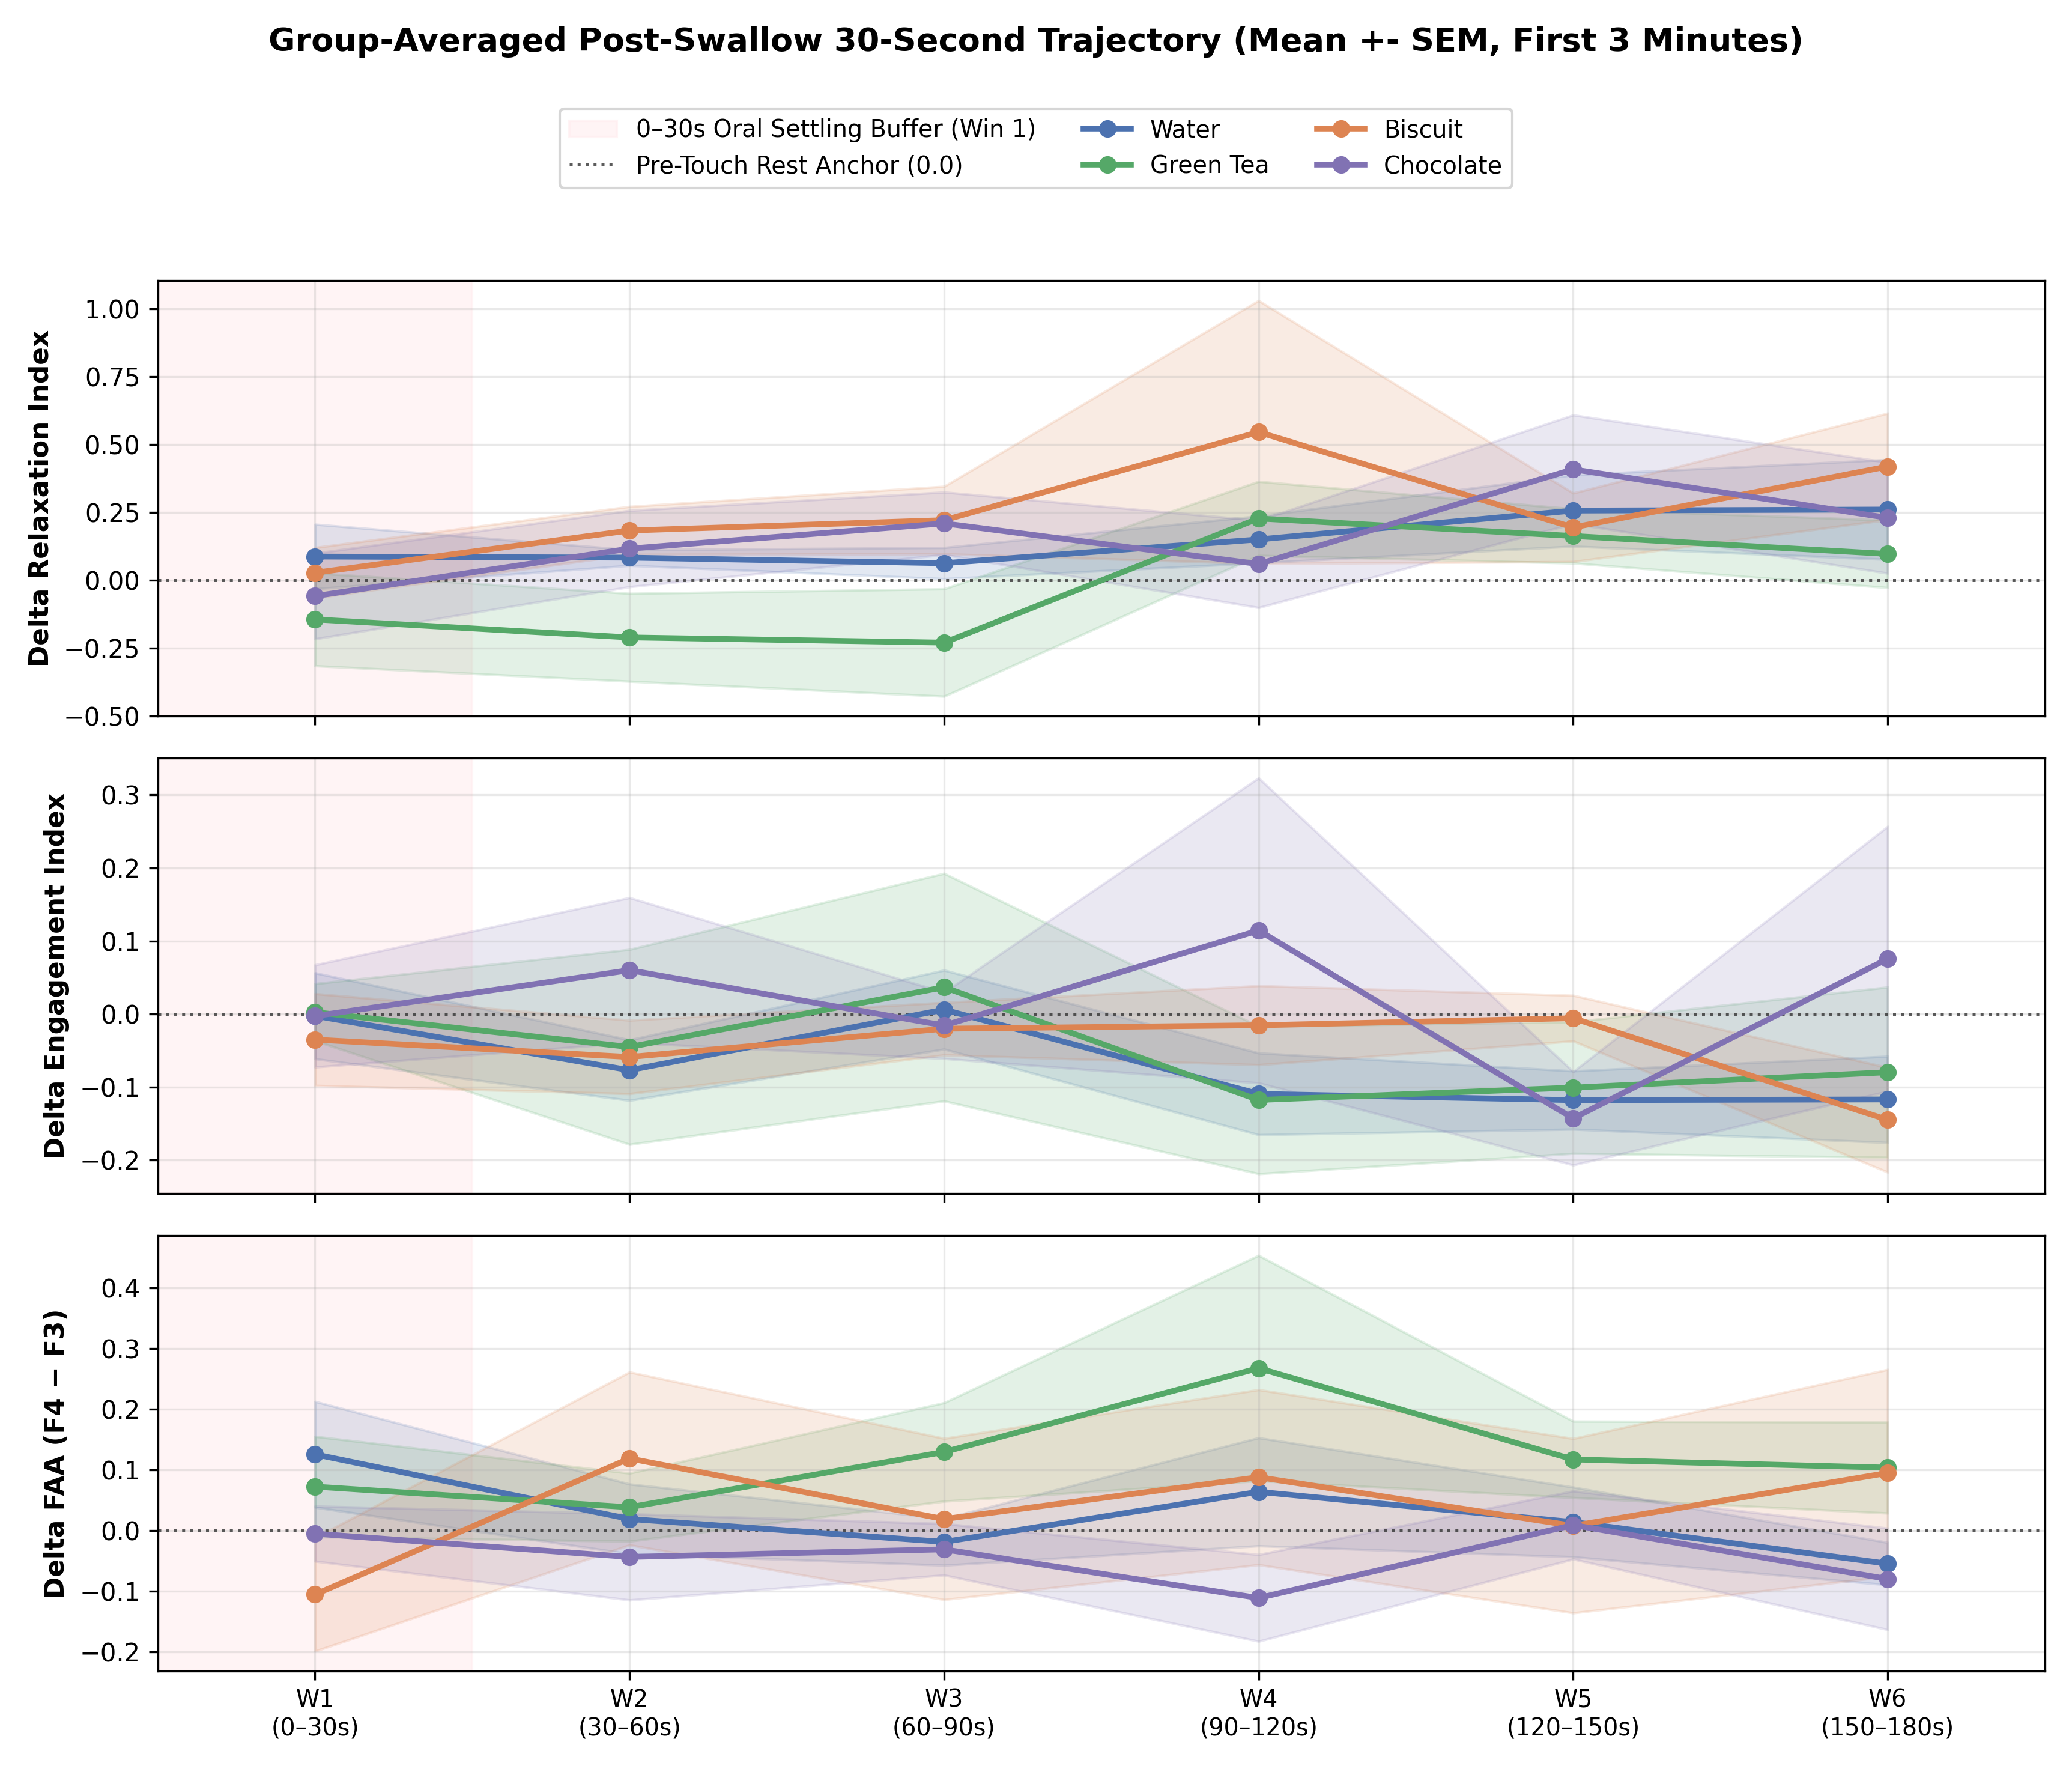 Group-Averaged Post-Swallow 30-Second Trajectory (Mean +- SEM, First 3 Minutes)
0–30s Oral Settling Buffer (Win 1)
Pre-Touch Rest Anchor (0.0)
Water
Green Tea
Biscuit
Chocolate
Delta Relaxation Index
1.00
0.75
0.50
0.25
0.00
−0.25
−0.50
Delta Engagement Index
0.3
0.2
0.1
0.0
−0.1
−0.2
Delta FAA (F4 − F3)
0.4
0.3
0.2
0.1
0.0
−0.1
−0.2
W1
(0–30s)
W2
(30–60s)
W3
(60–90s)
W4
(90–120s)
W5
(120–150s)
W6
(150–180s)